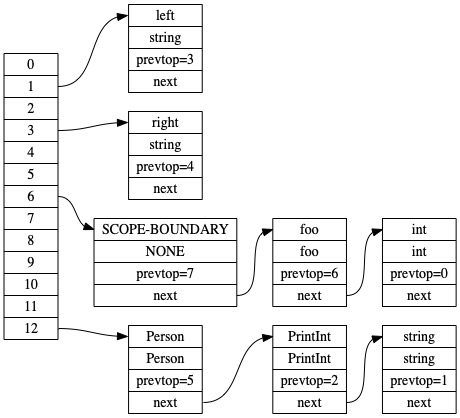 0
1
2
3
4
5
6
7
8
9
10
11
12
left
string
prevtop=3
next
right
string
prevtop=4
next
SCOPE-BOUNDARY
NONE
prevtop=7
next
foo
foo
prevtop=6
next
int
int
prevtop=0
next
Person
Person
prevtop=5
next
PrintInt
PrintInt
prevtop=2
next
string
string
prevtop=1
next